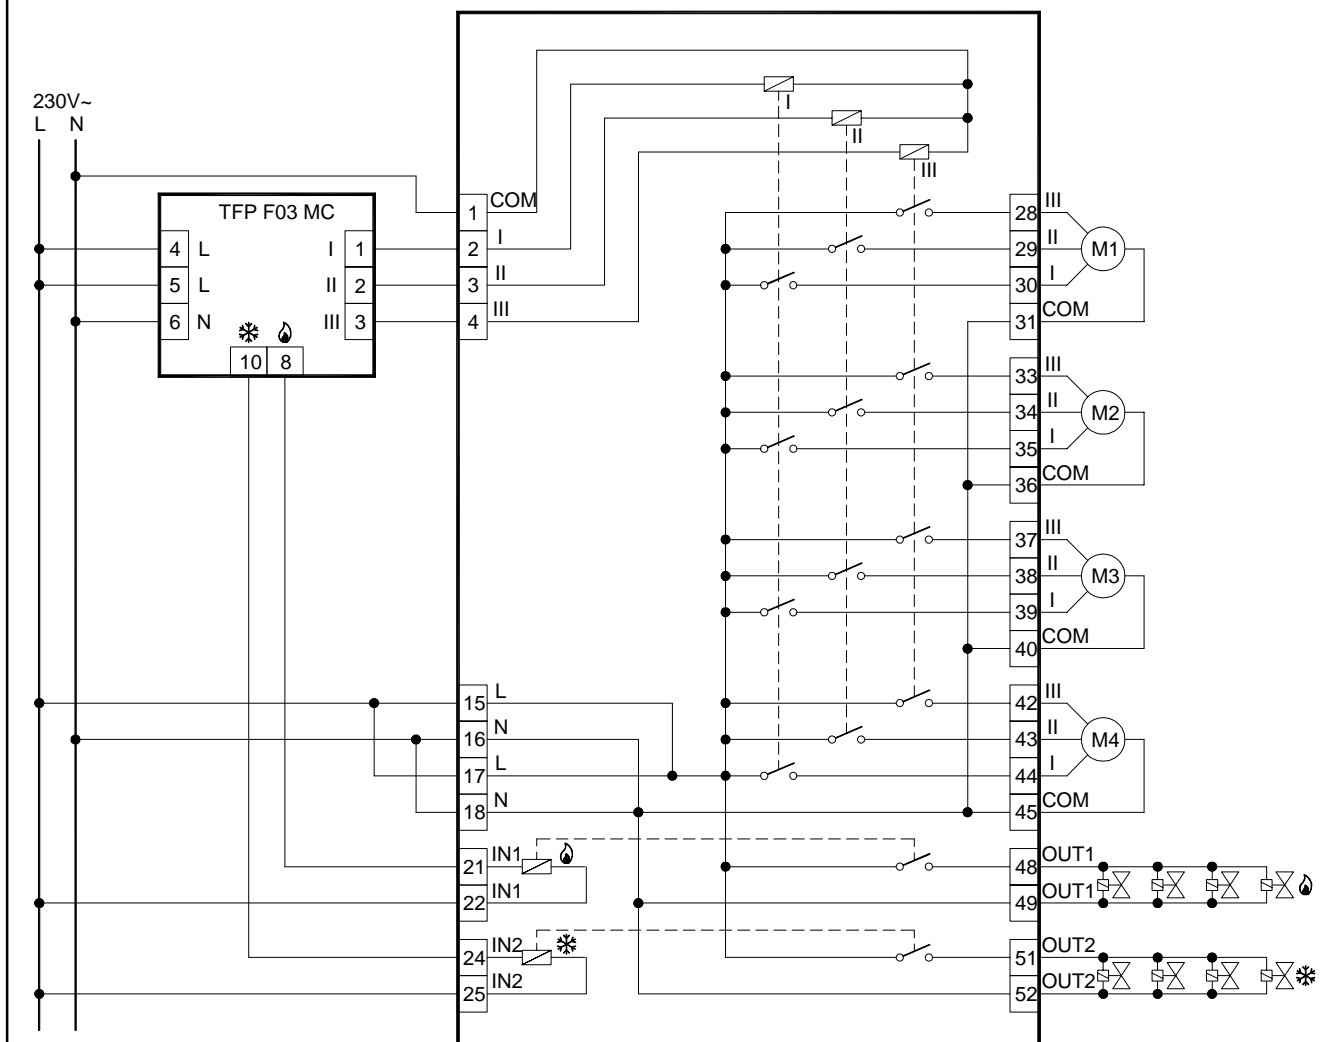 230V~
L N
TFP F03 MC
4 L I 1
5 L II 2
6 N III 3
10 8
1 COM
2 I
3 II
4 III
I
II
III
28 III
29 II
30 I
31 COM
M1
33 III
34 II
35 I
36 COM
M2
37 III
38 II
39 I
40 COM
M3
15 L
16 N
17 L
18 N
42 III
43 II
44 I
45 COM
M4
21 IN1
22 IN1
24 IN2
25 IN2
48 OUT1
49 OUT1
51 OUT2
52 OUT2